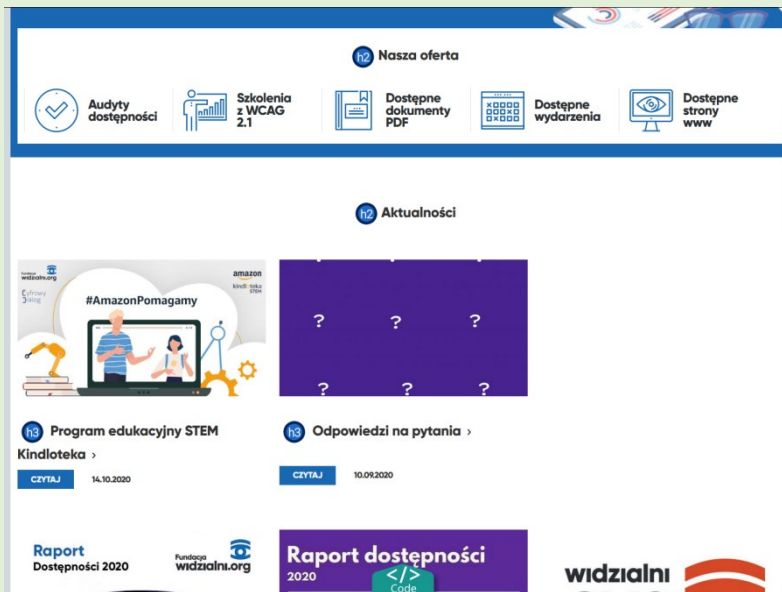 h2 Nasza oferta
Audyty
dostępności
Szkolenia
z WCAG
2.1
Dostępne
dokumenty
PDF
Dostępne
wydarzenia
Dostępne
strony
www
h2 Aktualności
Fundacja
widzialni.org
Cyfrowy
Dialog
amazon
kindloteka
STEM
#AmazonPomagamy
? ? ?
? ? ?
h3 Program edukacyjny STEM
Kindloteka ›
CZYTAJ 14.10.2020
h3 Odpowiedzi na pytania ›
CZYTAJ 10.09.2020
Raport
Dostępności 2020
Fundacja
widzialni.org
Raport dostępności
2020
</>
Code
widzialni